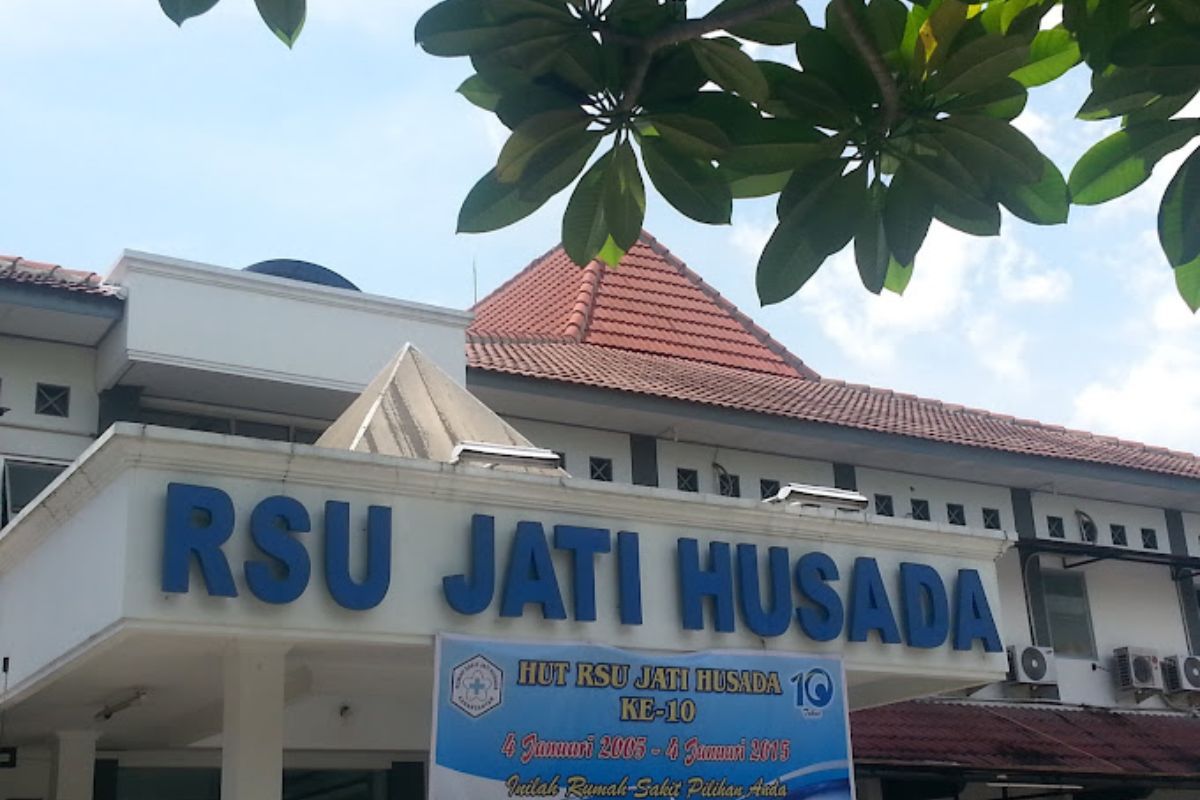 RSU JATI HUSADA
HUT RSU JATI HUSADA
KE-10
10
Tahun
4 Januari 2005 - 4 Januari 2015
Inilah Rumah Sakit Pilihan Anda